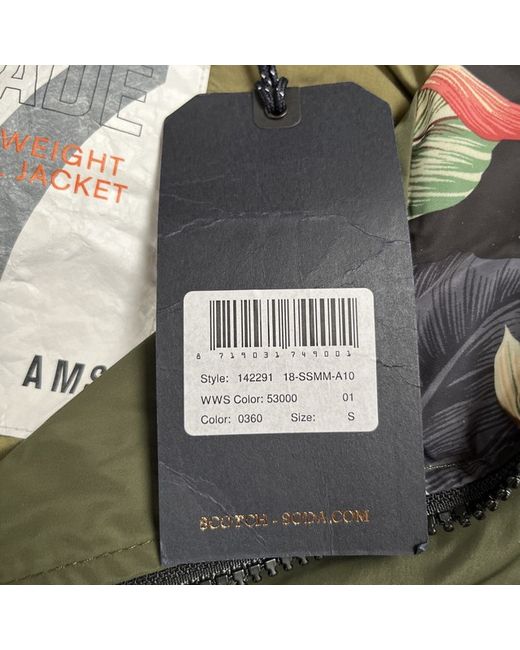 ADE
WEIGHT
JACKET
AMS
8 719031 749001
Style: 142291 18-SSMM-A10
WWS Color: 53000 01
Color: 0360 Size: S
SCOTCH - SODA.COM